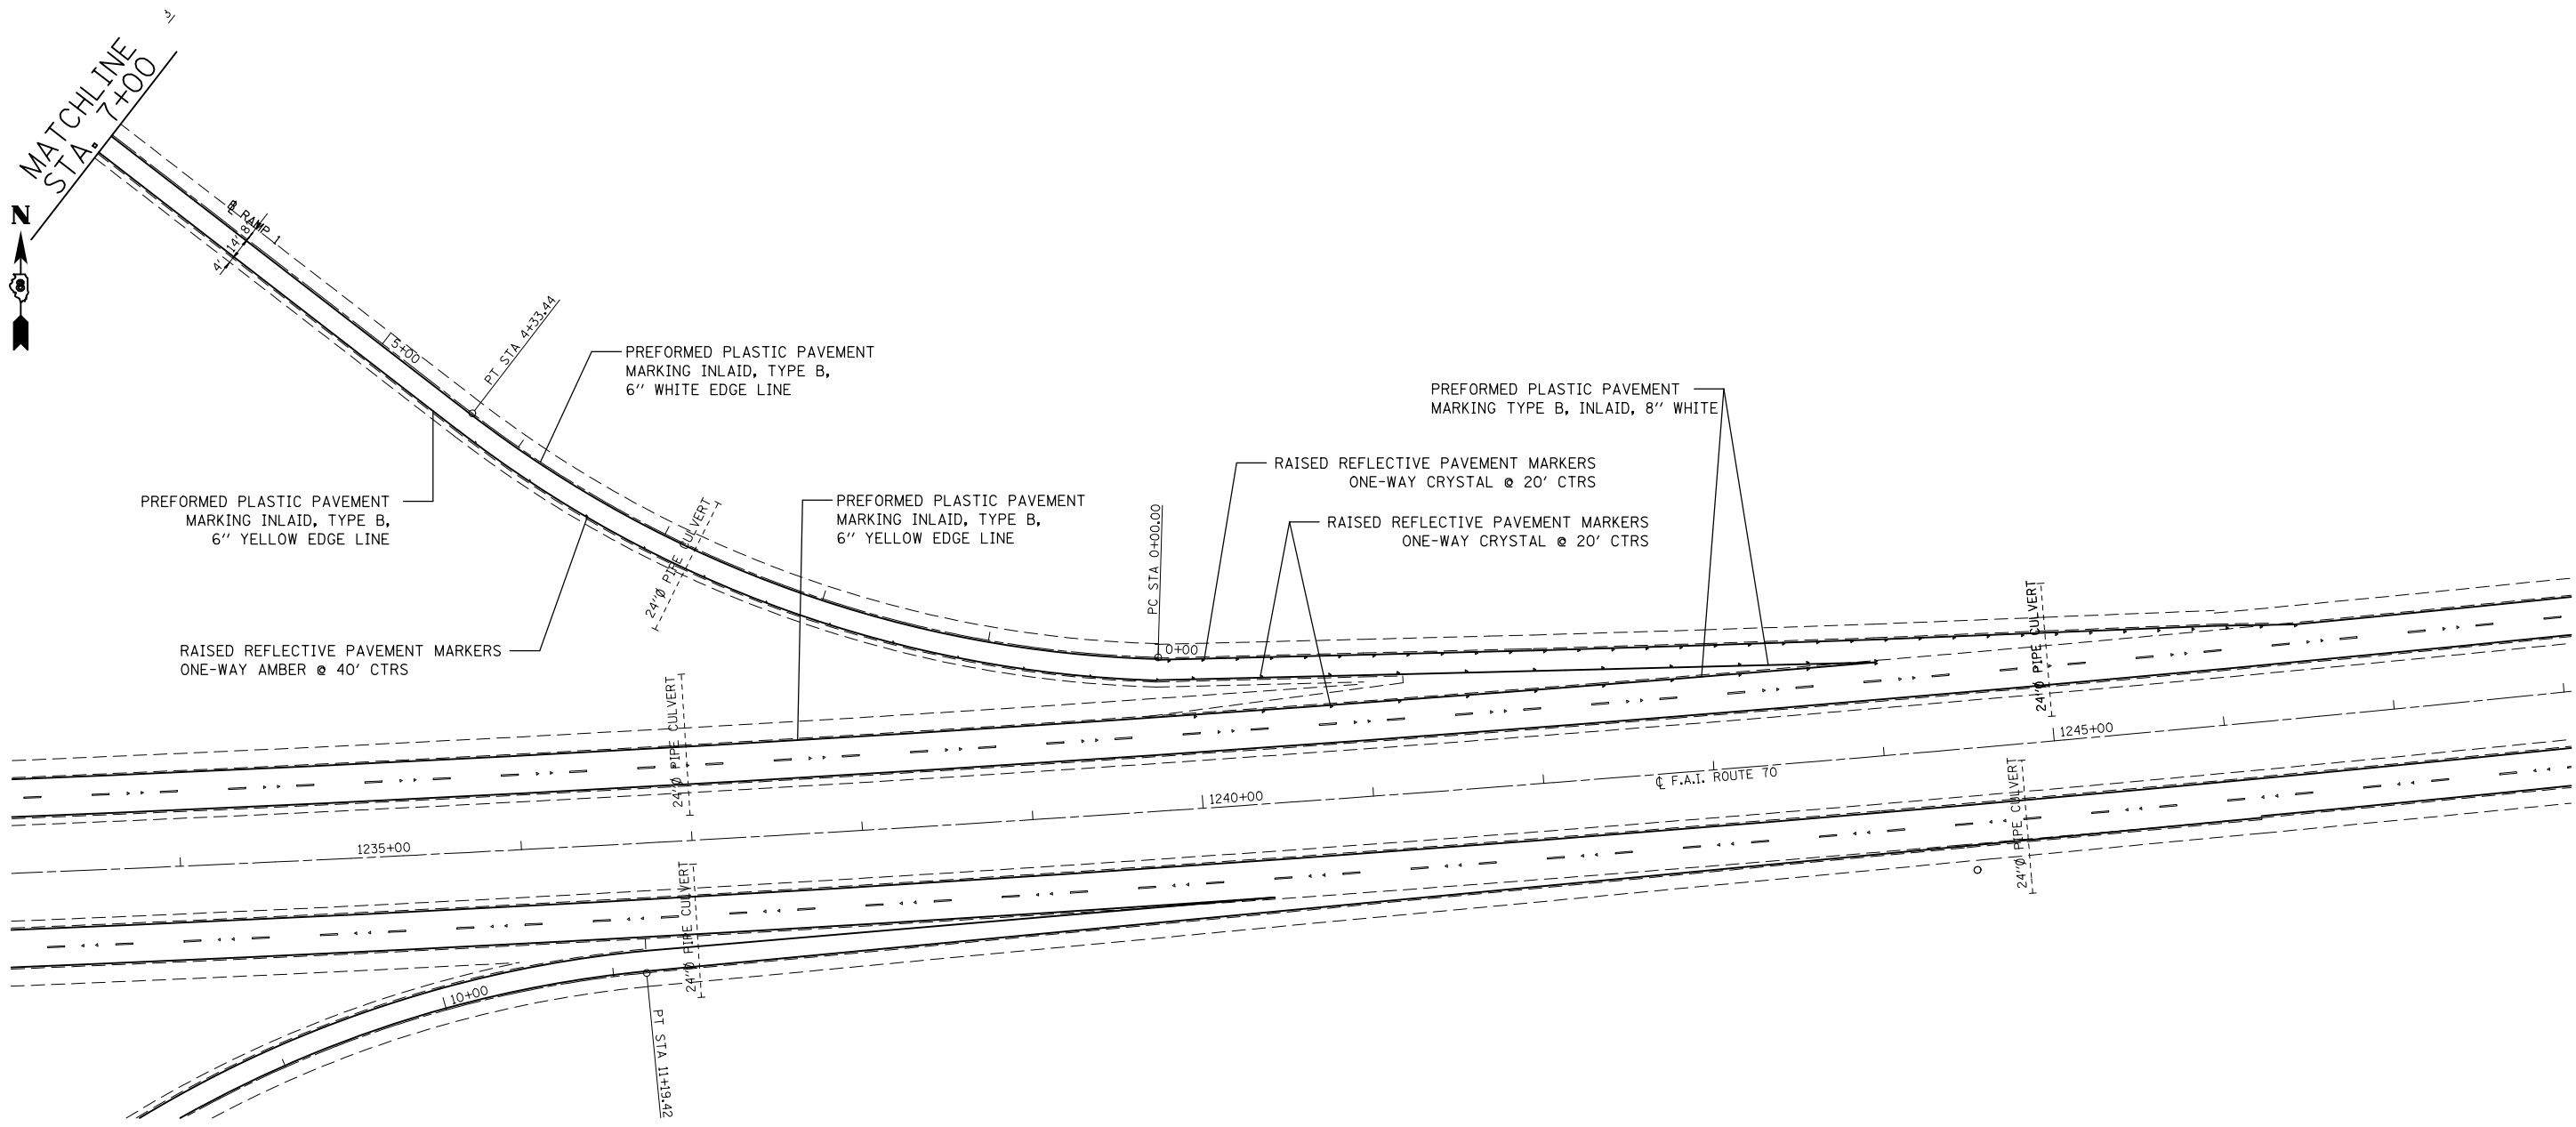 MATCHLINE
STA. 7+00
N
8
℄ RAMP 1
4' 14' 8'
5+00
PT STA 4+33.44
PREFORMED PLASTIC PAVEMENT
MARKING INLAID, TYPE B,
6" WHITE EDGE LINE
PREFORMED PLASTIC PAVEMENT
MARKING TYPE B, INLAID, 8" WHITE
RAISED REFLECTIVE PAVEMENT MARKERS
ONE-WAY CRYSTAL @ 20' CTRS
PREFORMED PLASTIC PAVEMENT
MARKING INLAID, TYPE B,
6" YELLOW EDGE LINE
PREFORMED PLASTIC PAVEMENT
MARKING INLAID, TYPE B,
6" YELLOW EDGE LINE
RAISED REFLECTIVE PAVEMENT MARKERS
ONE-WAY CRYSTAL @ 20' CTRS
24"Ø PIPE CULVERT
PC STA 0+00.00
0+00
RAISED REFLECTIVE PAVEMENT MARKERS
ONE-WAY AMBER @ 40' CTRS
24"Ø PIPE CULVERT
24"Ø PIPE CULVERT
1245+00
℄ F.A.I. ROUTE 70
1240+00
1235+00
24"Ø PIPE CULVERT
24"Ø PIPE CULVERT
10+00
PT STA 11+19.42